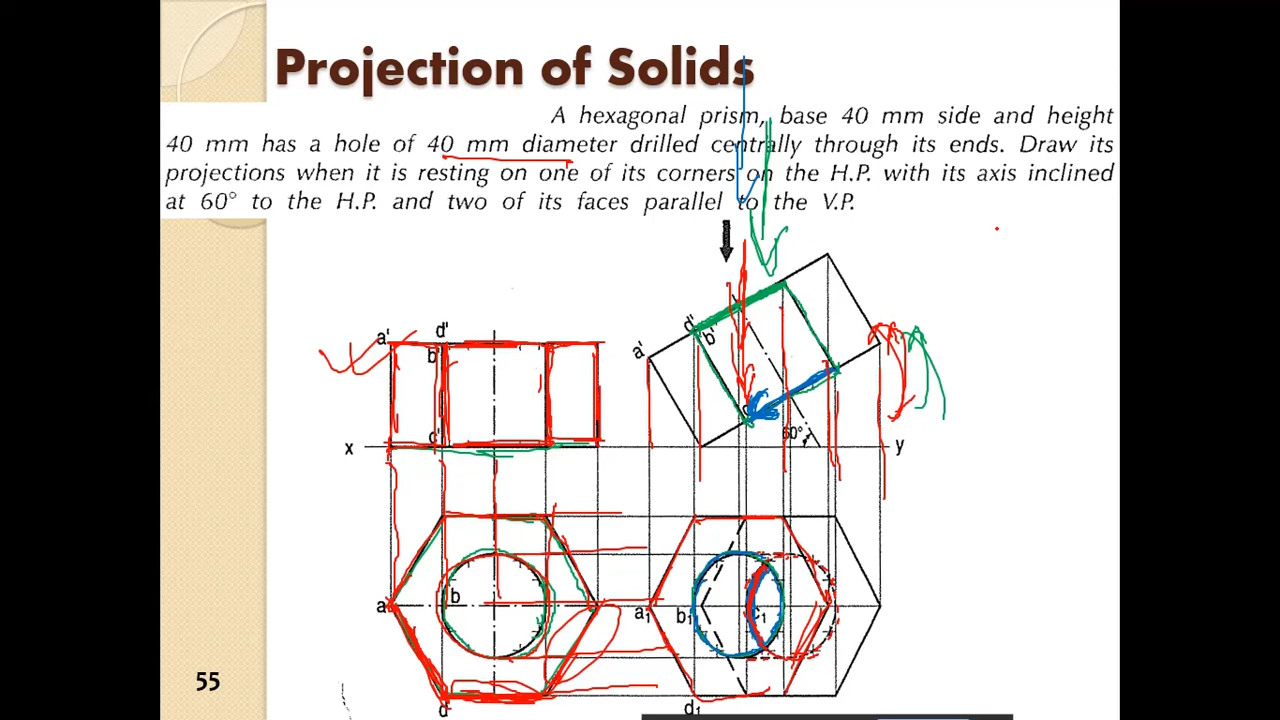 Projection of Solids
A hexagonal prism, base 40 mm side and height
40 mm has a hole of 40 mm diameter drilled centrally through its ends. Draw its
projections when it is resting on one of its corners on the H.P. with its axis inclined
at 60° to the H.P. and two of its faces parallel to the V.P.
a' d'
b'
c'
x
a' d' b'
60°
y
a b
d
a₁ b₁ c₁
d₁
55